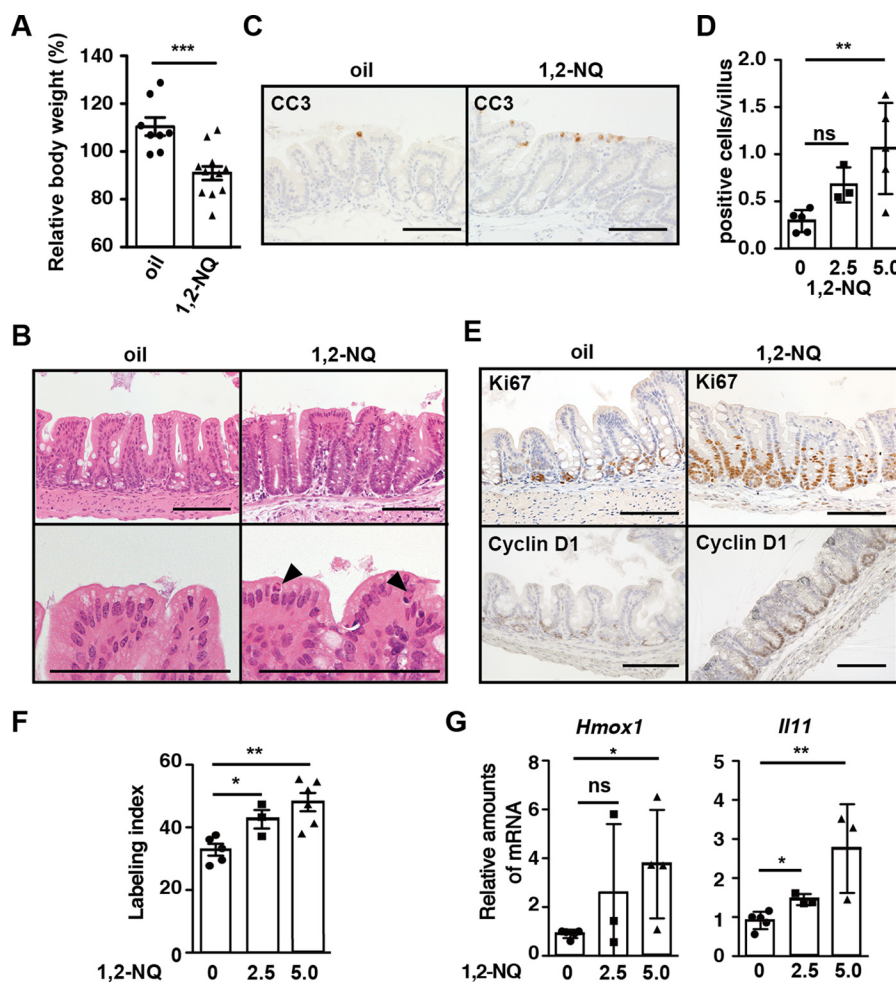 A
Relative body weight (%)
140
120
100
80
60
***
oil
1,2-NQ
C
oil
1,2-NQ
CC3
CC3
D
positive cells/villus
2.0
1.5
1.0
0.5
0.0
**
ns
0
2.5
5.0
1,2-NQ
B
oil
1,2-NQ
E
oil
1,2-NQ
Ki67
Ki67
Cyclin D1
Cyclin D1
F
Labeling index
60
40
20
0
**
*
1,2-NQ
0
2.5
5.0
G
Relative amounts
of mRNA
Hmox1
8
6
4
2
0
*
ns
1,2-NQ
0
2.5
5.0
Il11
5
4
3
2
1
0
**
*
0
2.5
5.0